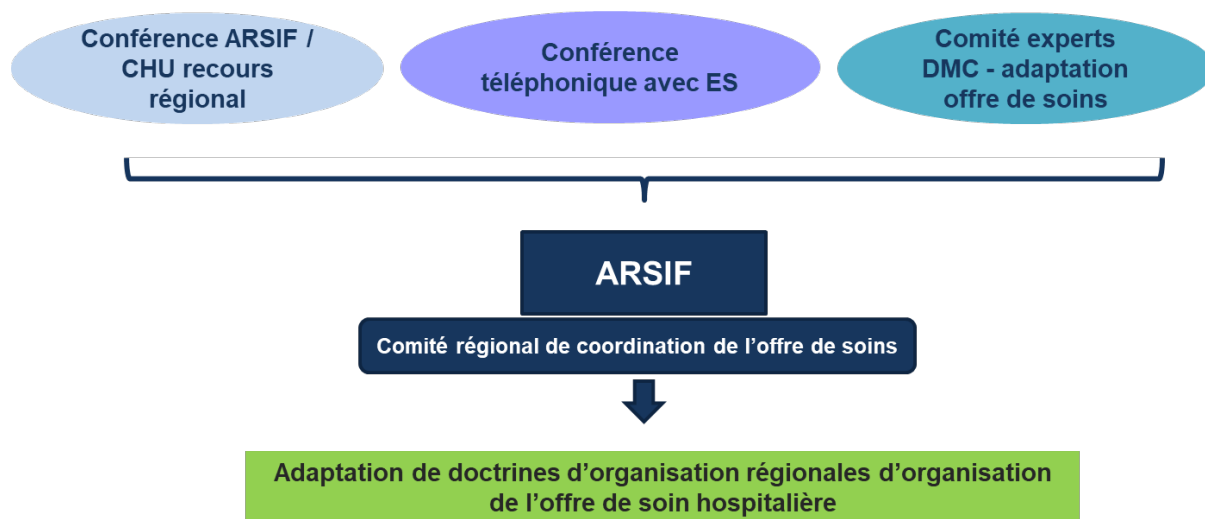 Conférence ARSIF /
CHU recours
régional
Conférence
téléphonique avec ES
Comité experts
DMC - adaptation
offre de soins
ARSIF
Comité régional de coordination de l’offre de soins
Adaptation de doctrines d’organisation régionales d’organisation
de l’offre de soin hospitalière